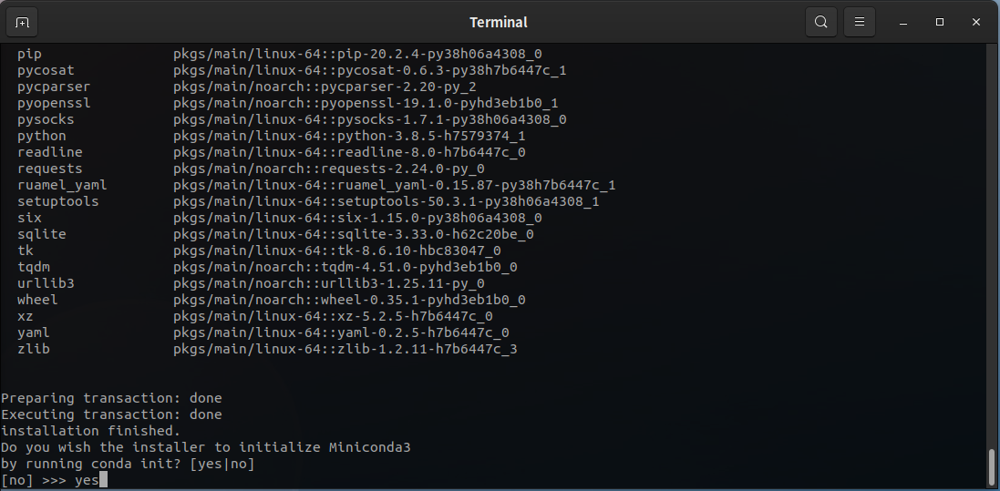 Terminal
pip pkgs/main/linux-64::pip-20.2.4-py38h06a4308_0
pycosat pkgs/main/linux-64::pycosat-0.6.3-py38h7b6447c_1
pycparser pkgs/main/noarch::pycparser-2.20-py_2
pyopenssl pkgs/main/noarch::pyopenssl-19.1.0-pyhd3eb1b0_1
pysocks pkgs/main/linux-64::pysocks-1.7.1-py38h06a4308_0
python pkgs/main/linux-64::python-3.8.5-h7579374_1
readline pkgs/main/linux-64::readline-8.0-h7b6447c_0
requests pkgs/main/noarch::requests-2.24.0-py_0
ruamel_yaml pkgs/main/linux-64::ruamel_yaml-0.15.87-py38h7b6447c_1
setuptools pkgs/main/linux-64::setuptools-50.3.1-py38h06a4308_1
six pkgs/main/linux-64::six-1.15.0-py38h06a4308_0
sqlite pkgs/main/linux-64::sqlite-3.33.0-h62c20be_0
tk pkgs/main/linux-64::tk-8.6.10-hbc83047_0
tqdm pkgs/main/noarch::tqdm-4.51.0-pyhd3eb1b0_0
urllib3 pkgs/main/noarch::urllib3-1.25.11-py_0
wheel pkgs/main/noarch::wheel-0.35.1-pyhd3eb1b0_0
xz pkgs/main/linux-64::xz-5.2.5-h7b6447c_0
yaml pkgs/main/linux-64::yaml-0.2.5-h7b6447c_0
zlib pkgs/main/linux-64::zlib-1.2.11-h7b6447c_3
Preparing transaction: done
Executing transaction: done
installation finished.
Do you wish the installer to initialize Miniconda3
by running conda init? [yes|no]
[no] >>> yes